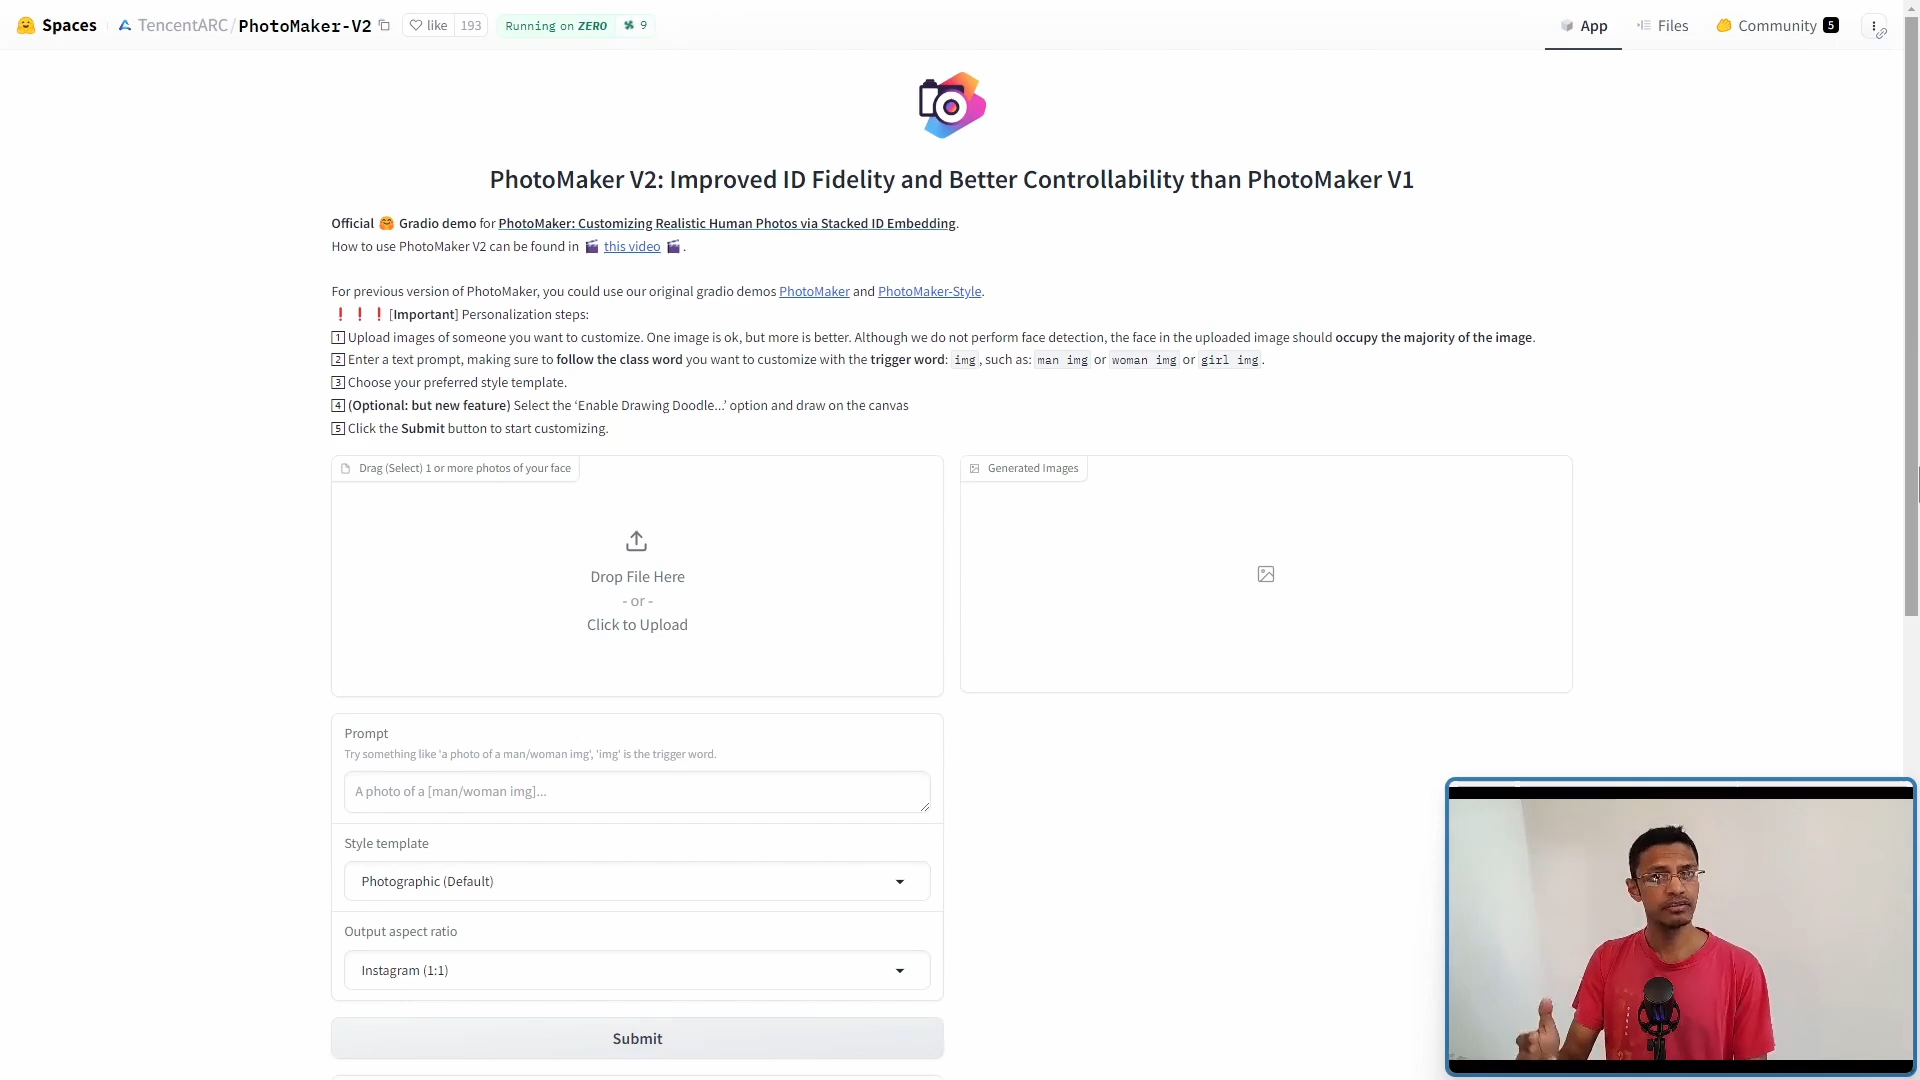 Spaces
TencentARC/PhotoMaker-V2
like 193
Running on ZERO 9
App
Files
Community 5
PhotoMaker V2: Improved ID Fidelity and Better Controllability than PhotoMaker V1
Official 🤗 Gradio demo for PhotoMaker: Customizing Realistic Human Photos via Stacked ID Embedding.
How to use PhotoMaker V2 can be found in 🎬 this video 🎬 .
For previous version of PhotoMaker, you could use our original gradio demos PhotoMaker and PhotoMaker-Style.
❗❗❗[Important] Personalization steps:
1️⃣ Upload images of someone you want to customize. One image is ok, but more is better. Although we do not perform face detection, the face in the uploaded image should occupy the majority of the image.
2️⃣ Enter a text prompt, making sure to follow the class word you want to customize with the trigger word: img, such as: man img or woman img or girl img.
3️⃣ Choose your preferred style template.
4️⃣ (Optional: but new feature) Select the ‘Enable Drawing Doodle...’ option and draw on the canvas
5️⃣ Click the Submit button to start customizing.
Drag (Select) 1 or more photos of your face
Drop File Here
- or -
Click to Upload
Generated Images
Prompt
Try something like 'a photo of a man/woman img', 'img' is the trigger word.
A photo of a [man/woman img]...
Style template
Photographic (Default)
Output aspect ratio
Instagram (1:1)
Submit